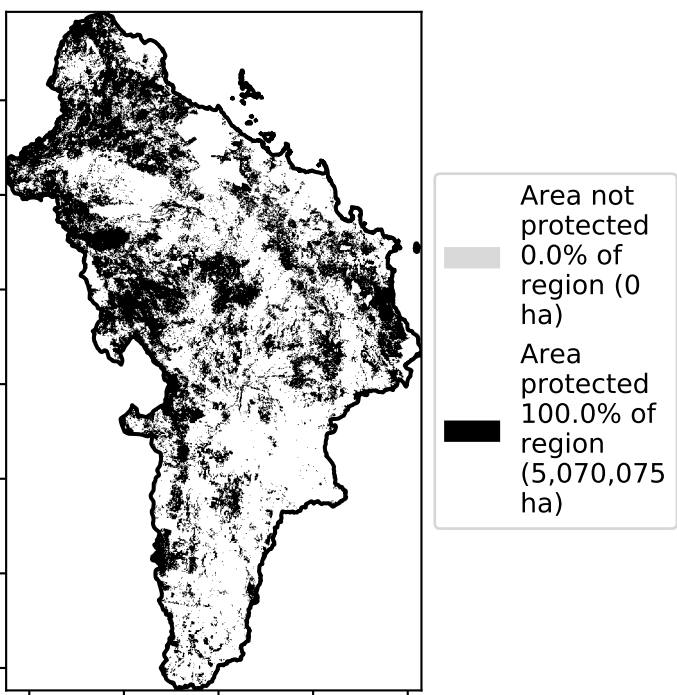 Area not
protected
0.0% of
region (0
ha)
Area
protected
100.0% of
region
(5,070,075
ha)